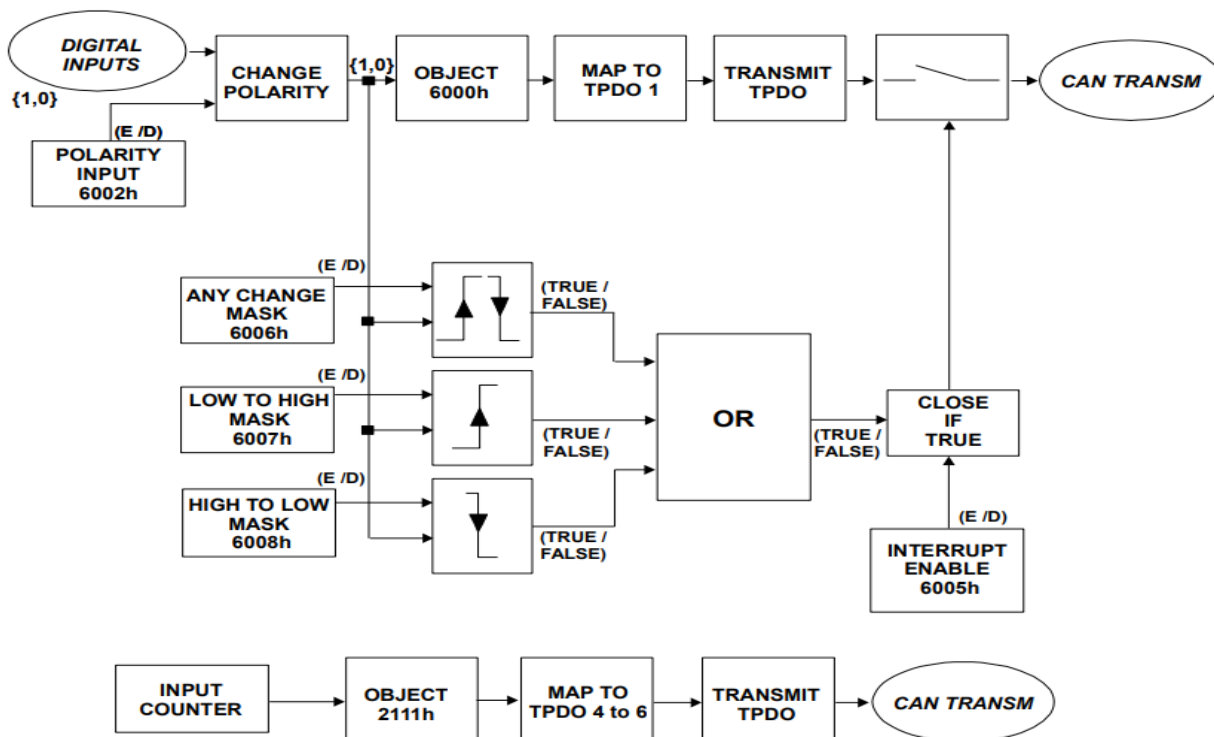 DIGITAL
INPUTS
{1,0}
CHANGE
POLARITY
{1,0}
OBJECT
6000h
MAP TO
TPDO 1
TRANSMIT
TPDO
CAN TRANSM
(E /D)
POLARITY
INPUT
6002h
(E /D)
ANY CHANGE
MASK
6006h
(TRUE /
FALSE)
(E /D)
LOW TO HIGH
MASK
6007h
(TRUE /
FALSE)
(E /D)
HIGH TO LOW
MASK
6008h
(TRUE /
FALSE)
OR
(TRUE /
FALSE)
CLOSE
IF
TRUE
(E /D)
INTERRUPT
ENABLE
6005h
INPUT
COUNTER
OBJECT
2111h
MAP TO
TPDO 4 to 6
TRANSMIT
TPDO
CAN TRANSM